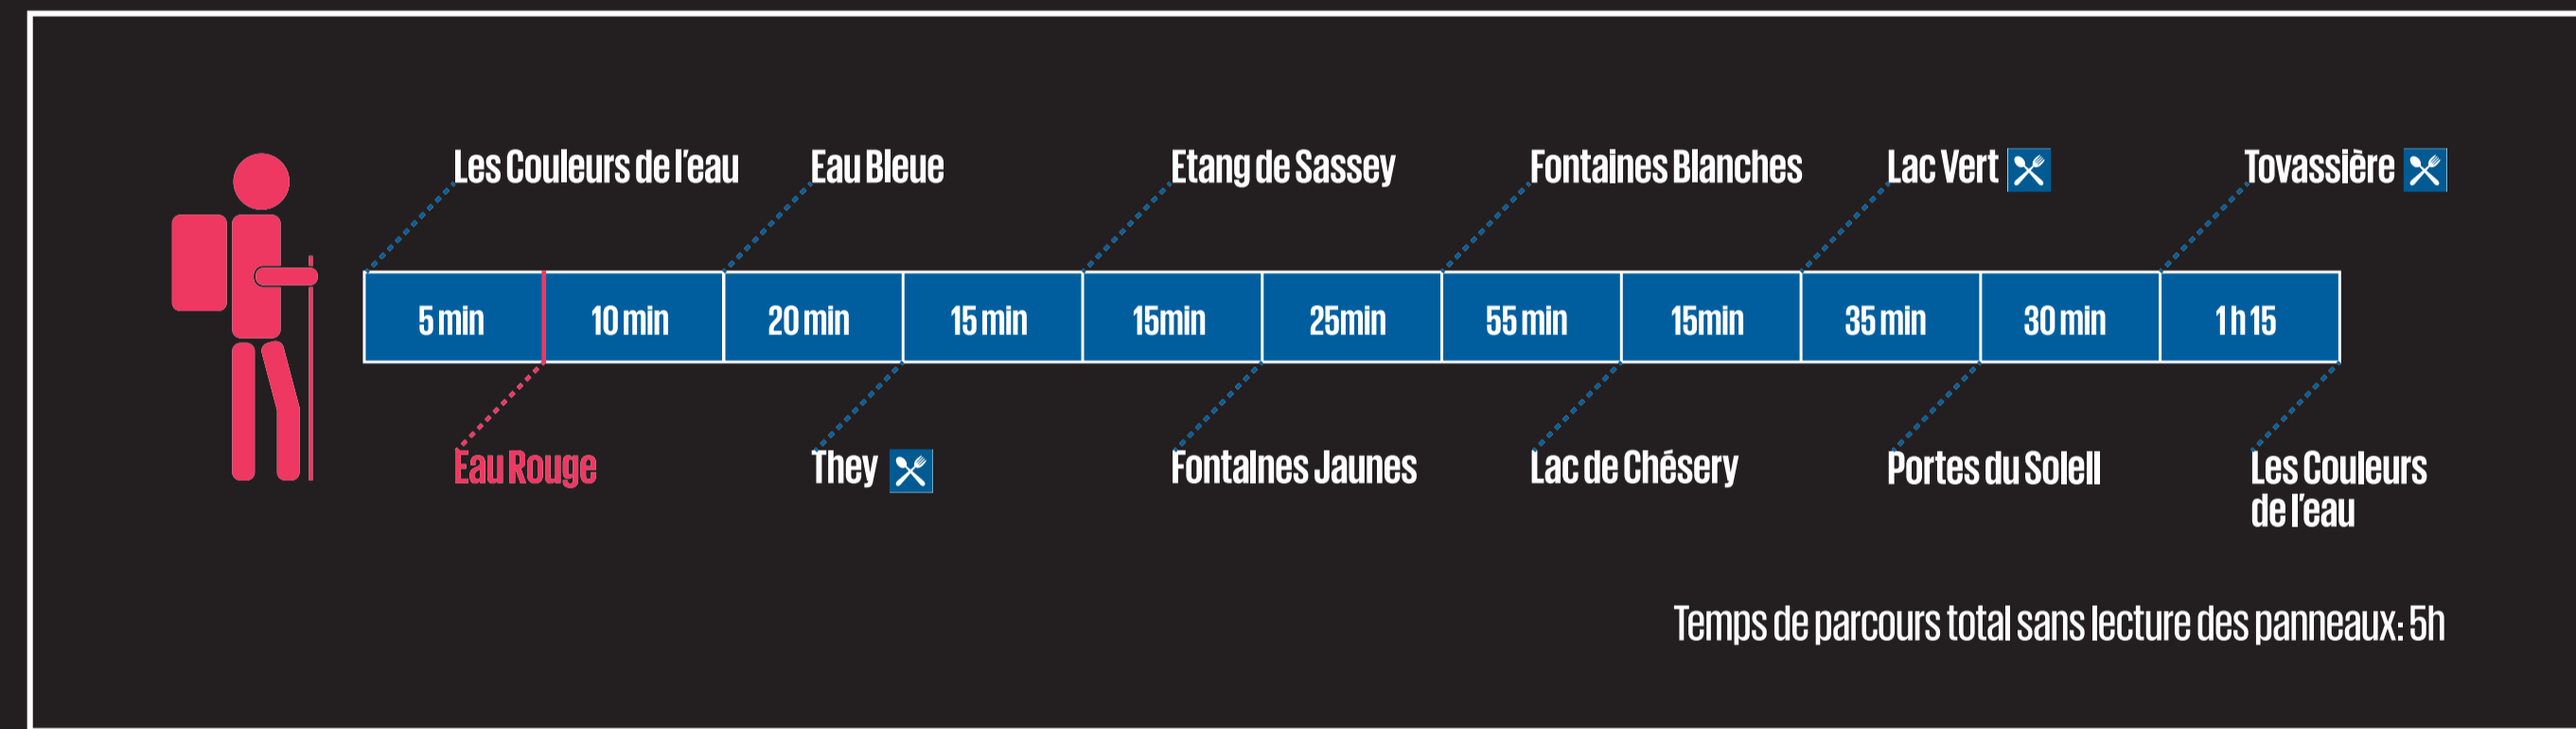 Les Couleurs de l'eau
Eau Bleue
Etang de Sassey
Fontaines Blanches
Lac Vert
Tovassière
5 min
10 min
20 min
15 min
15min
25min
55 min
15min
35 min
30 min
1 h 15
Eau Rouge
They
Fontaines Jaunes
Lac de Chésery
Portes du Soleil
Les Couleurs
de l'eau
Temps de parcours total sans lecture des panneaux: 5h